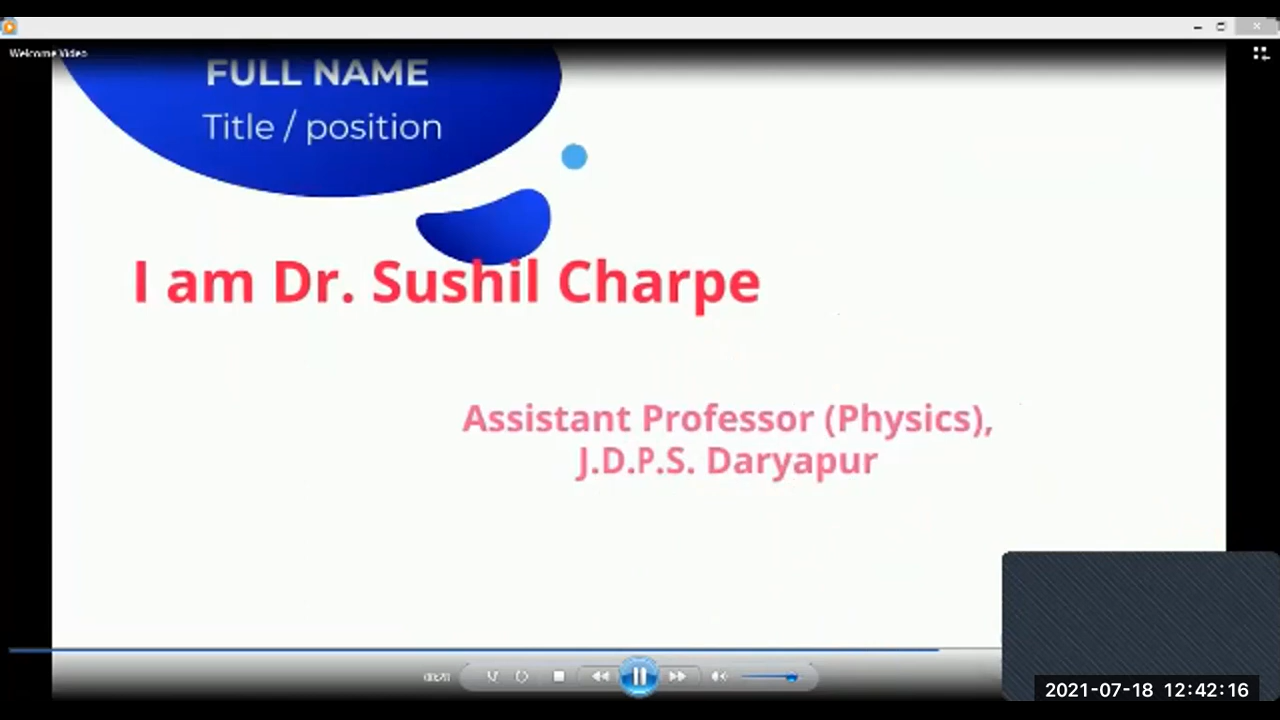 Welcome Video
FULL NAME
Title / position
I am Dr. Sushil Charpe
Assistant Professor (Physics),
J.D.P.S. Daryapur
2021-07-18 12:42:16